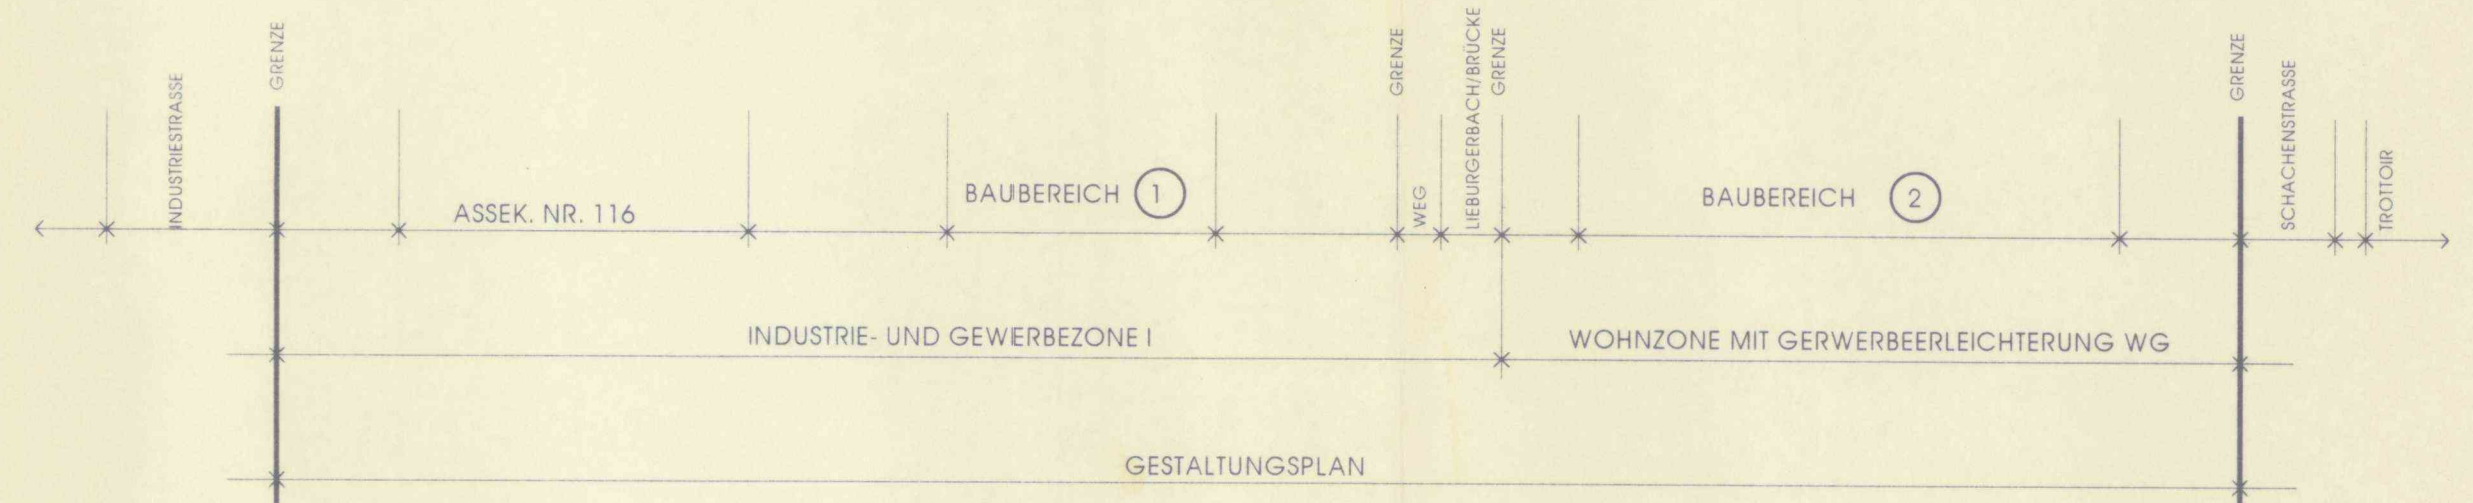 INDUSTRIESTRASSE
GRENZE
ASSEK. NR. 116
BAUBEREICH 1
GRENZE
WEG
LIEBURGERBACH/BRÜCKE
GRENZE
BAUBEREICH 2
GRENZE
SCHACHENSTRASSE
TROTTOIR
INDUSTRIE- UND GEWERBEZONE I
WOHNZONE MIT GERWERBEERLEICHTERUNG WG
GESTALTUNGSPLAN